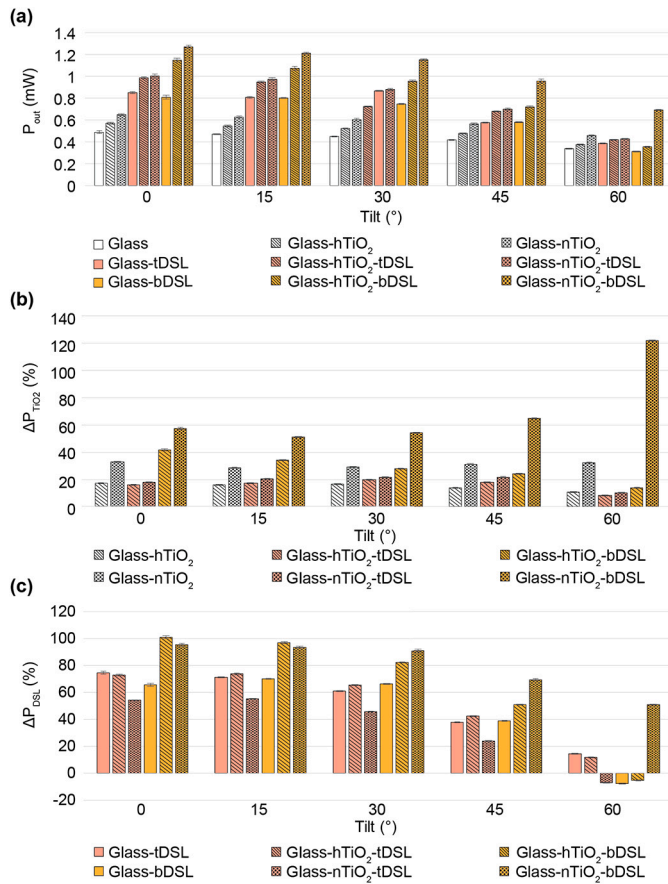 (a)
1.4
1.2
1
0.8
0.6
0.4
0.2
0
P_out (mW)
0 15 30 45 60
Tilt (°)
Glass Glass-hTiO₂ Glass-nTiO₂
Glass-tDSL Glass-hTiO₂-tDSL Glass-nTiO₂-tDSL
Glass-bDSL Glass-hTiO₂-bDSL Glass-nTiO₂-bDSL
(b)
140
120
100
80
60
40
20
0
ΔP_TiO2 (%)
0 15 30 45 60
Tilt (°)
Glass-hTiO₂ Glass-hTiO₂-tDSL Glass-hTiO₂-bDSL
Glass-nTiO₂ Glass-nTiO₂-tDSL Glass-nTiO₂-bDSL
(c)
120
100
80
60
40
20
0
-20
ΔP_DSL (%)
0 15 30 45 60
Tilt (°)
Glass-tDSL Glass-hTiO₂-tDSL Glass-hTiO₂-bDSL
Glass-bDSL Glass-nTiO₂-tDSL Glass-nTiO₂-bDSL